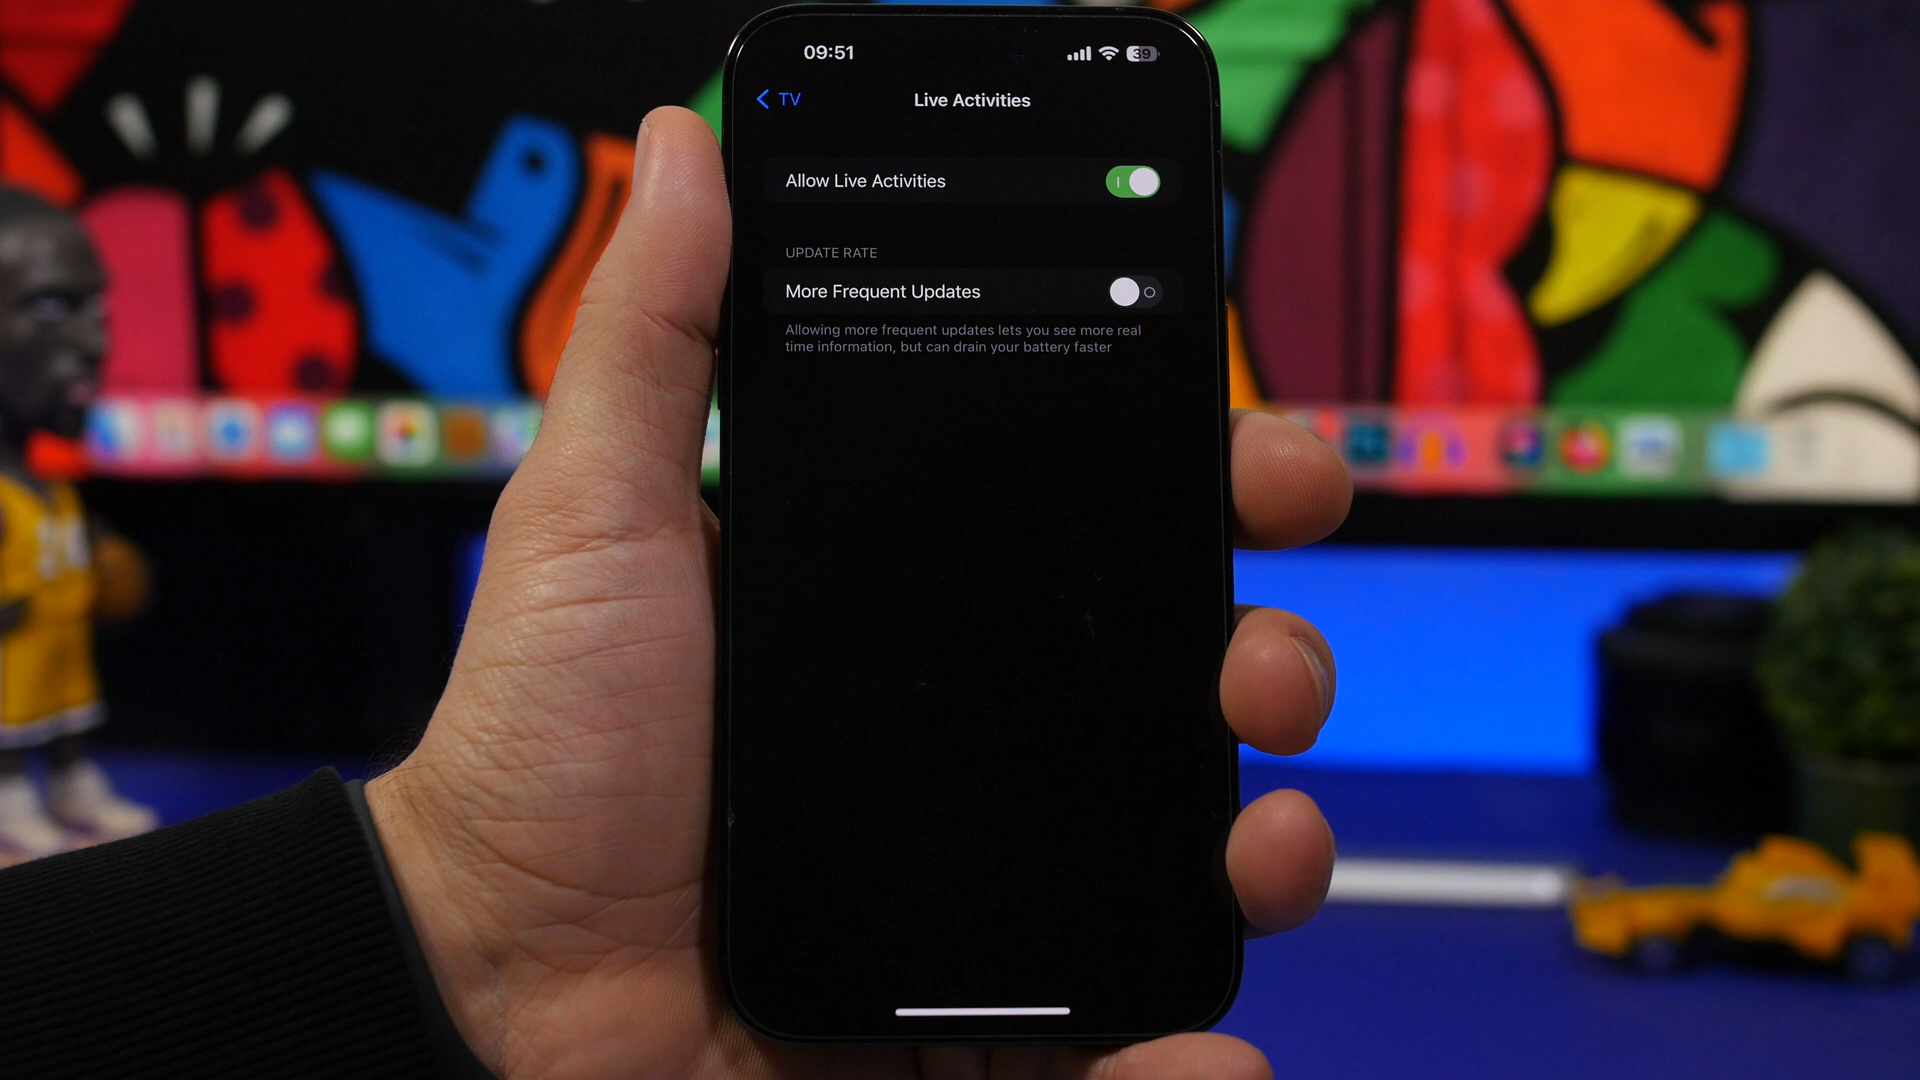 09:51
39
TV
Live Activities
Allow Live Activities
UPDATE RATE
More Frequent Updates
Allowing more frequent updates lets you see more real
time information, but can drain your battery faster